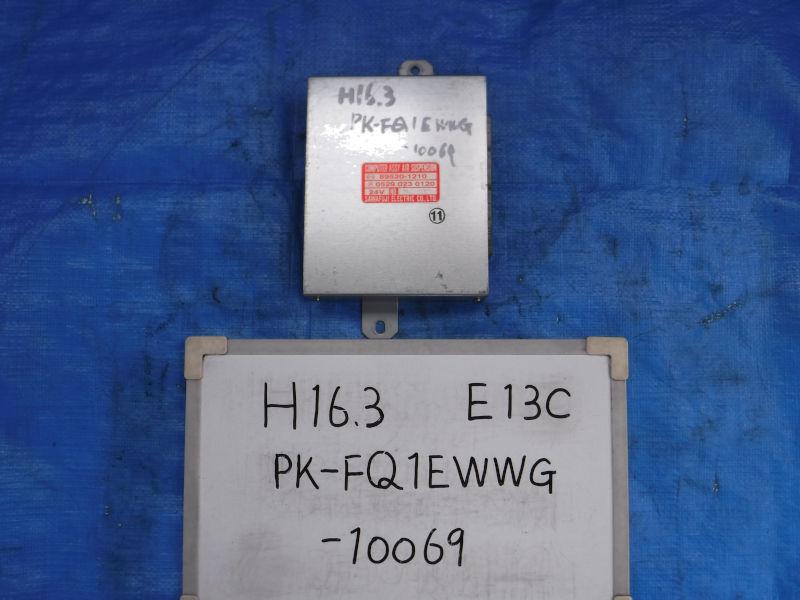 H16.3
PK-FQ1EWWG
-10069
COMPUTER ASSY AIR SUSPENSION
89530-1210
0529 023 0120
24V
SAWAFUJI ELECTRIC CO.,LTD
11
H16.3 E13C
PK-FQ1EWWG
-10069